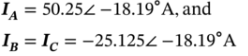 I_A = 50.25∠ −18.19°A, and
I_B = I_C = −25.125∠ −18.19°A